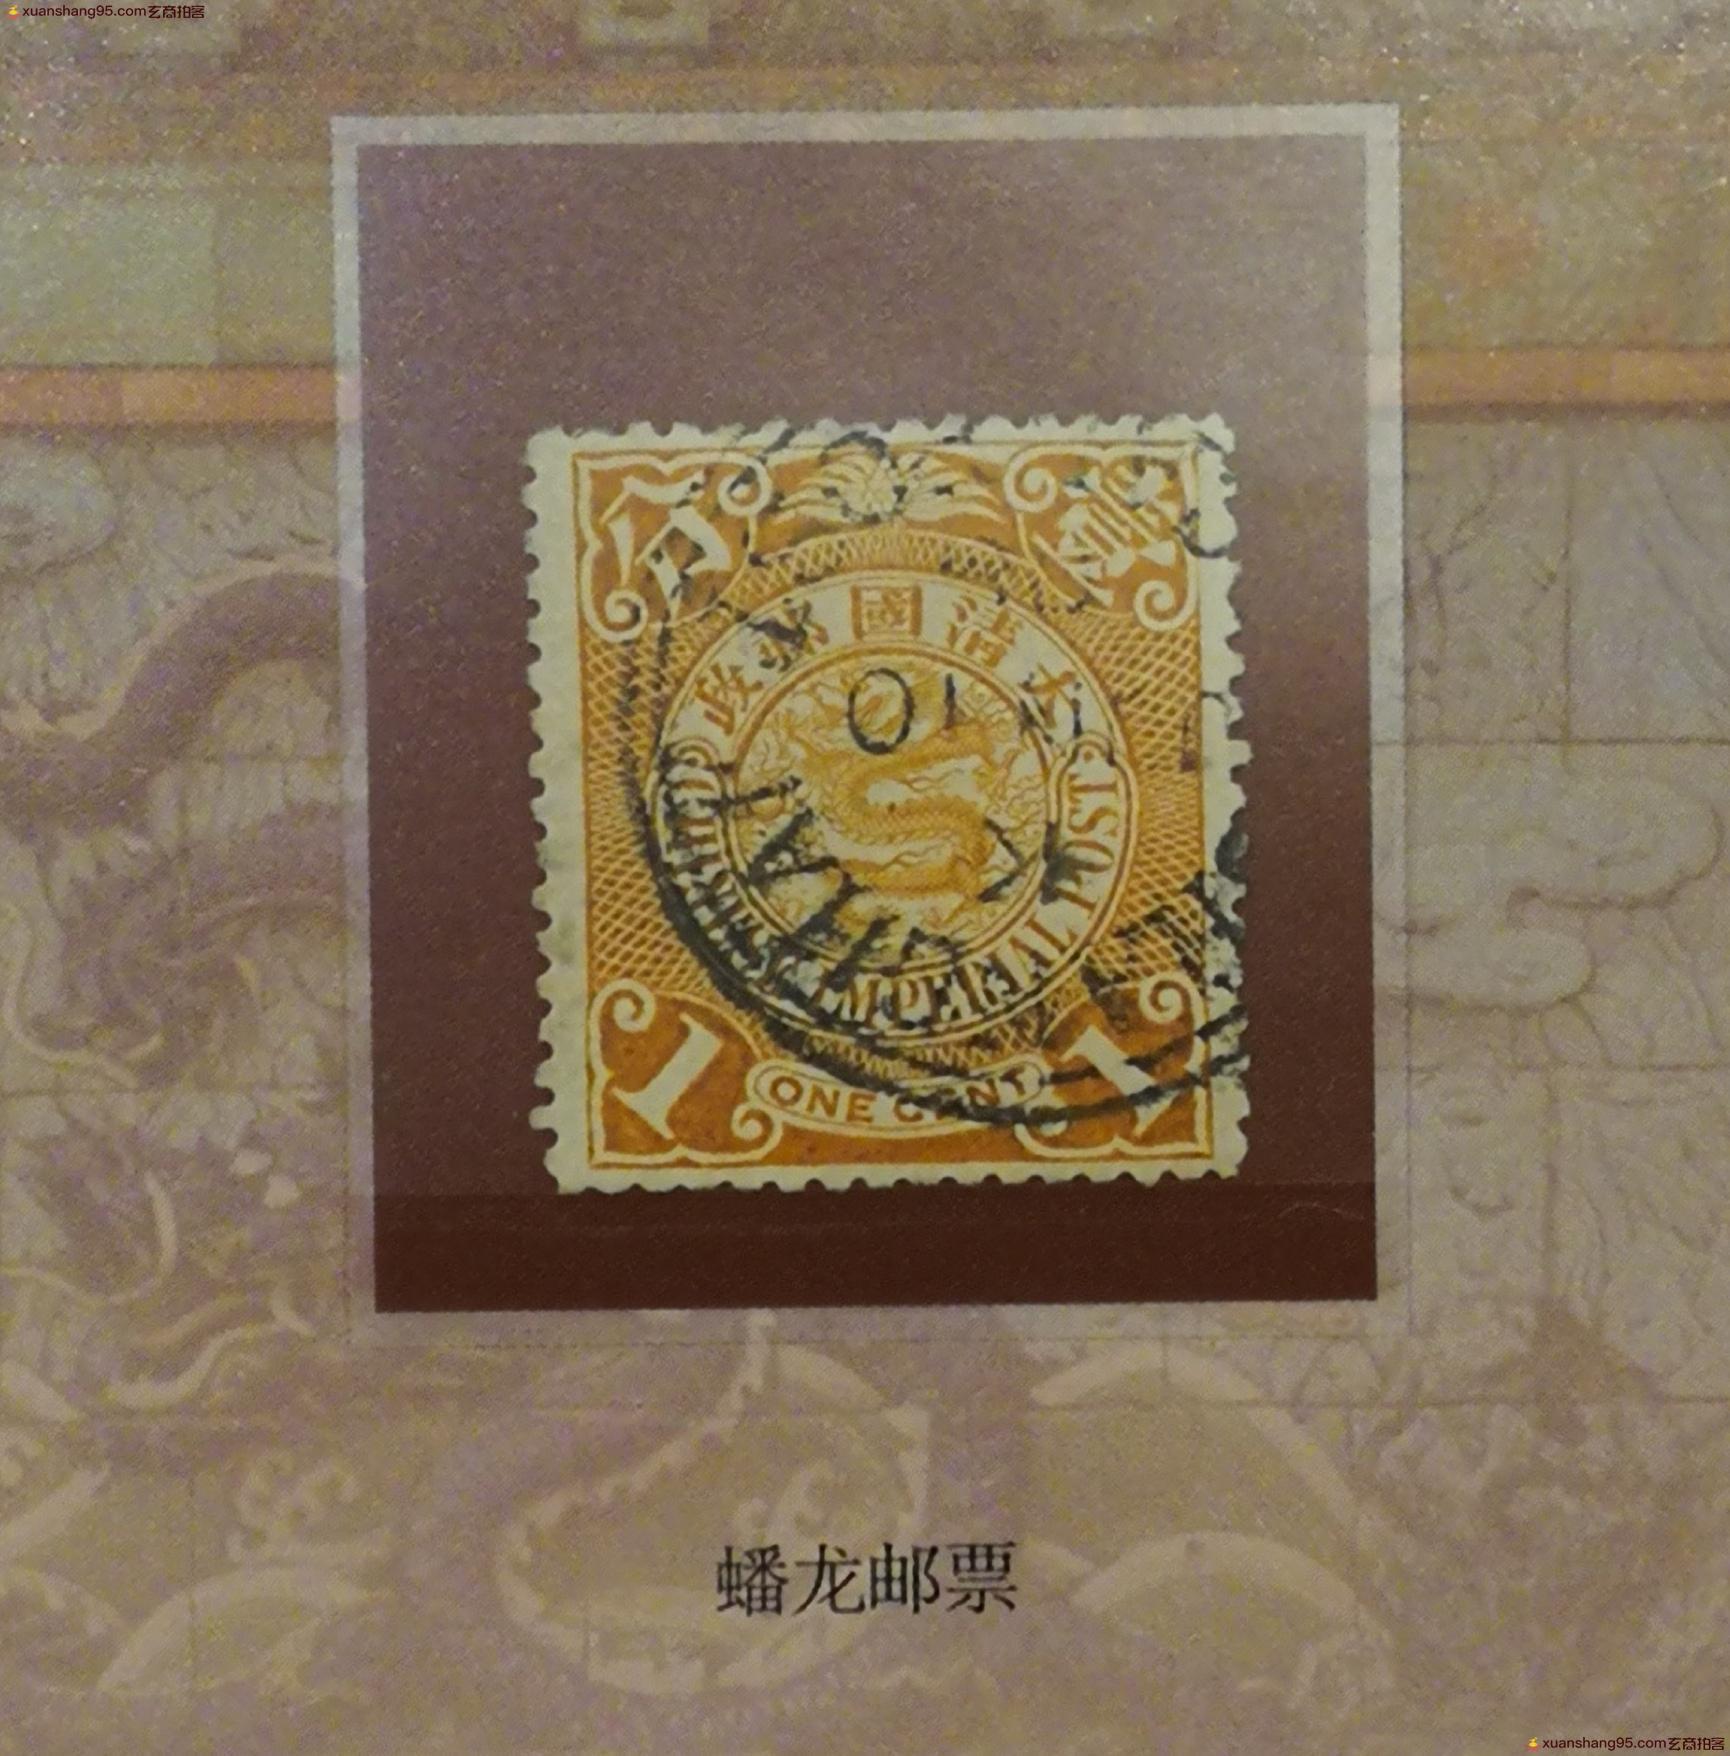 xuanshang95.com玄商拍客
分 壹
大清國郵政
CHINESE IMPERIAL POST
1 ONE CENT 1
蟠龙邮票
xuanshang95.com玄商拍客